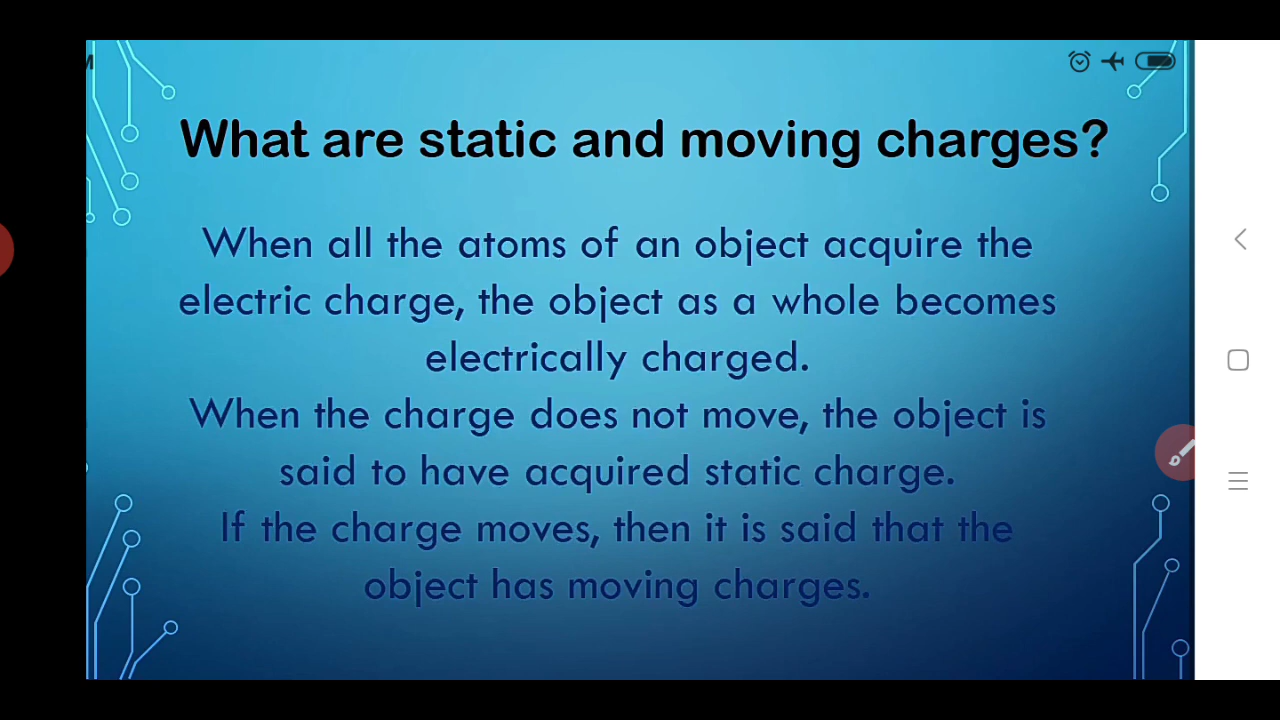 What are static and moving charges?
When all the atoms of an object acquire the
electric charge, the object as a whole becomes
electrically charged.
When the charge does not move, the object is
said to have acquired static charge.
If the charge moves, then it is said that the
object has moving charges.